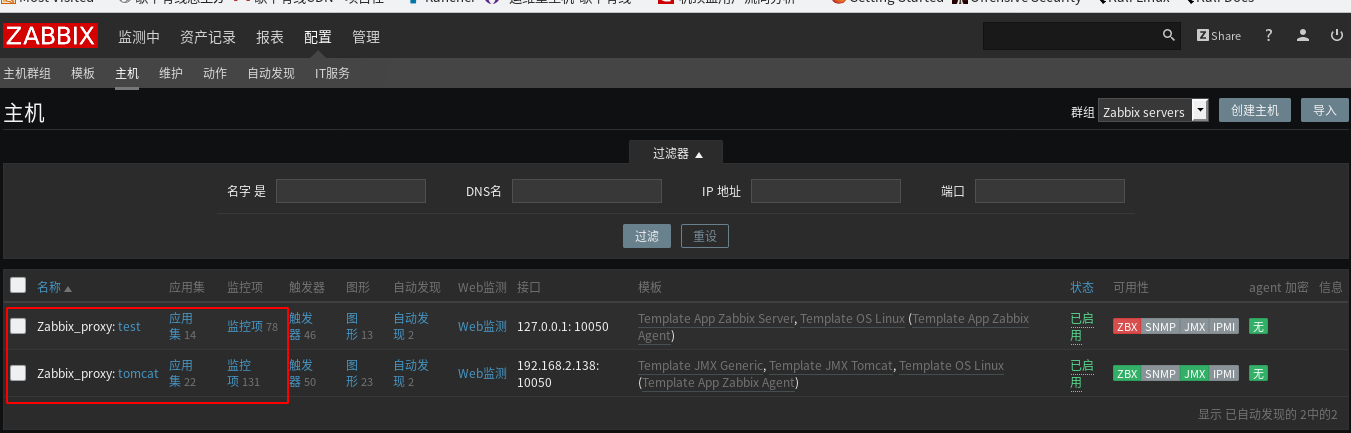 Most Visited
Rancher
Getting Started
Offensive Security
Kali Linux
Kali Docs
ZABBIX 监测中 资产记录 报表 配置 管理 Z Share ?
主机群组 模板 主机 维护 动作 自动发现 IT服务
主机 群组 Zabbix servers 创建主机 导入
过滤器
名字 是 DNS名 IP 地址 端口
过滤 重设
名称 应用集 监控项 触发器 图形 自动发现 Web监测 接口 模板 状态 可用性 agent 加密 信息
Zabbix_proxy: test 应用集 14 监控项 78 触发器 46 图形 13 自动发现 2 Web监测 127.0.0.1: 10050 Template App Zabbix Server, Template OS Linux (Template App Zabbix Agent) 已启用 ZBX SNMP JMX IPMI 无
Zabbix_proxy: tomcat 应用集 22 监控项 131 触发器 50 图形 23 自动发现 2 Web监测 192.168.2.138: 10050 Template JMX Generic, Template JMX Tomcat, Template OS Linux (Template App Zabbix Agent) 已启用 ZBX SNMP JMX IPMI 无
显示 已自动发现的 2中的2